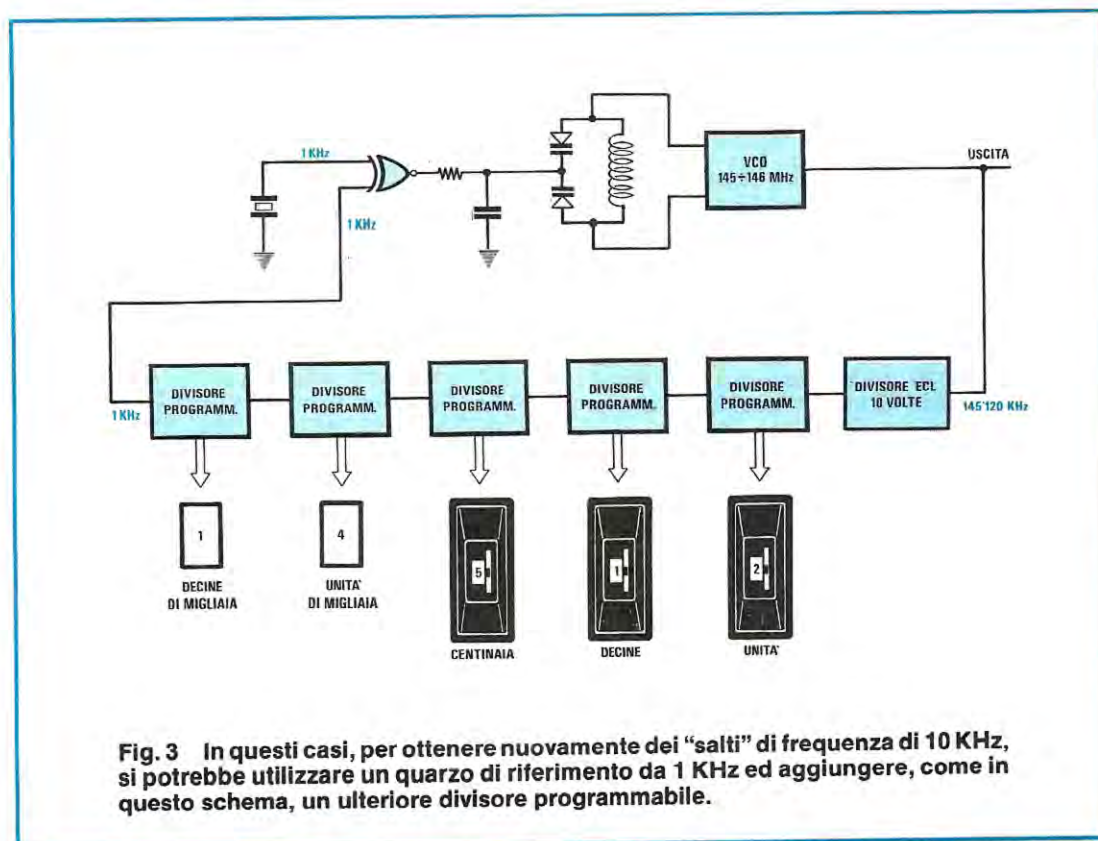 1 KHz
1 KHz
VCO
145÷146 MHz
USCITA
1 KHz
DIVISORE
PROGRAMM.
DIVISORE
PROGRAMM.
DIVISORE
PROGRAMM.
DIVISORE
PROGRAMM.
DIVISORE
PROGRAMM.
DIVISORE ECL
10 VOLTE
145'120 KHz
1
4
5
1
2
DECINE
DI MIGLIAIA
UNITA'
DI MIGLIAIA
CENTINAIA
DECINE
UNITA'
Fig. 3 In questi casi, per ottenere nuovamente dei "salti" di frequenza di 10 KHz,
si potrebbe utilizzare un quarzo di riferimento da 1 KHz ed aggiungere, come in
questo schema, un ulteriore divisore programmabile.